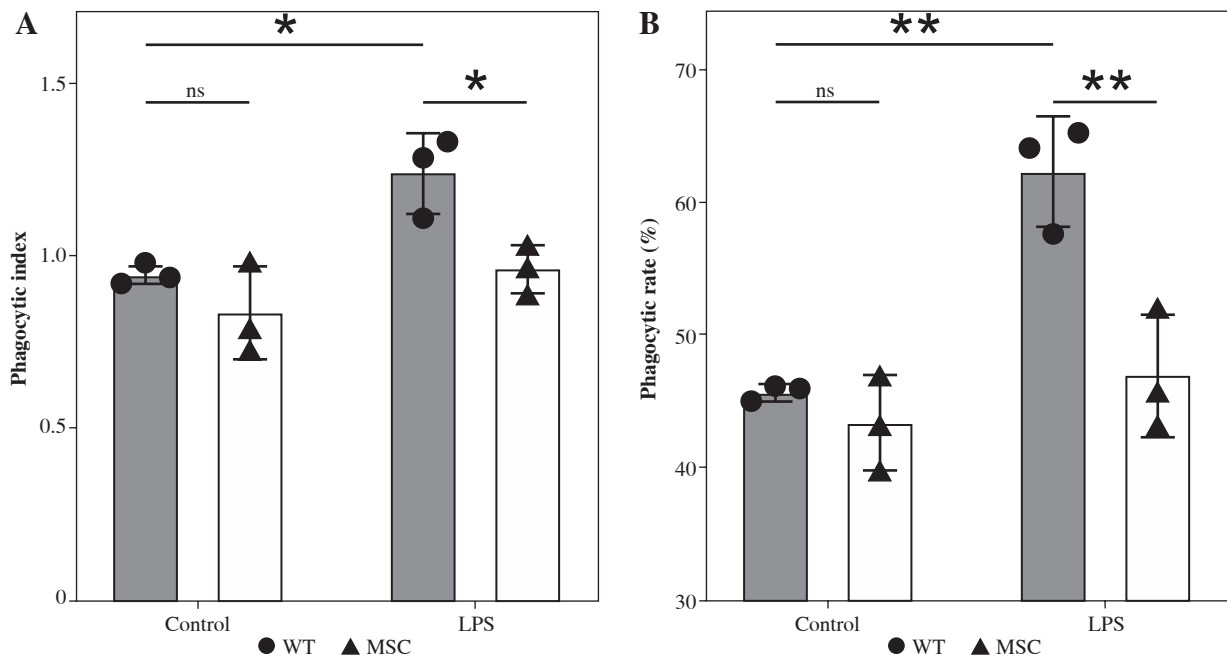 A
*
*
ns
1.5
1.0
0.5
0
Phagocytic index
Control
LPS
WT
MSC
B
**
**
ns
70
60
50
40
30
Phagocytic rate (%)
Control
LPS
WT
MSC